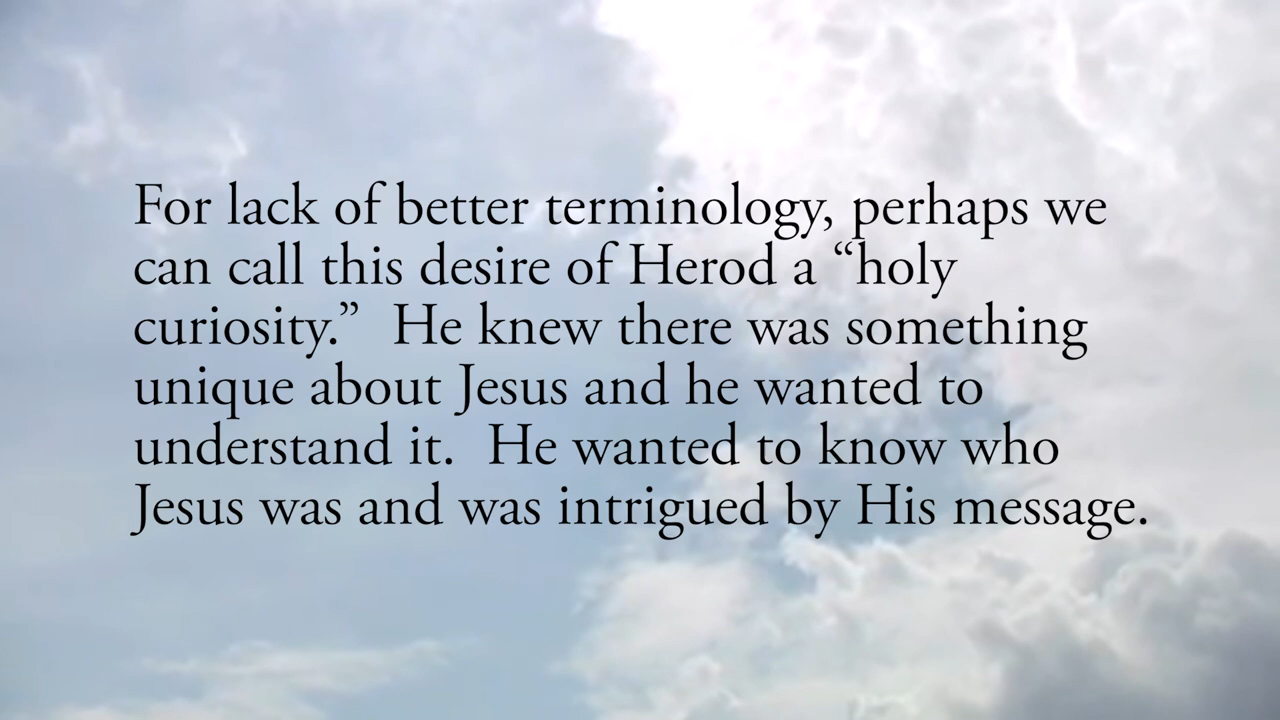 For lack of better terminology, perhaps we
can call this desire of Herod a “holy
curiosity.”  He knew there was something
unique about Jesus and he wanted to
understand it.  He wanted to know who
Jesus was and was intrigued by His message.